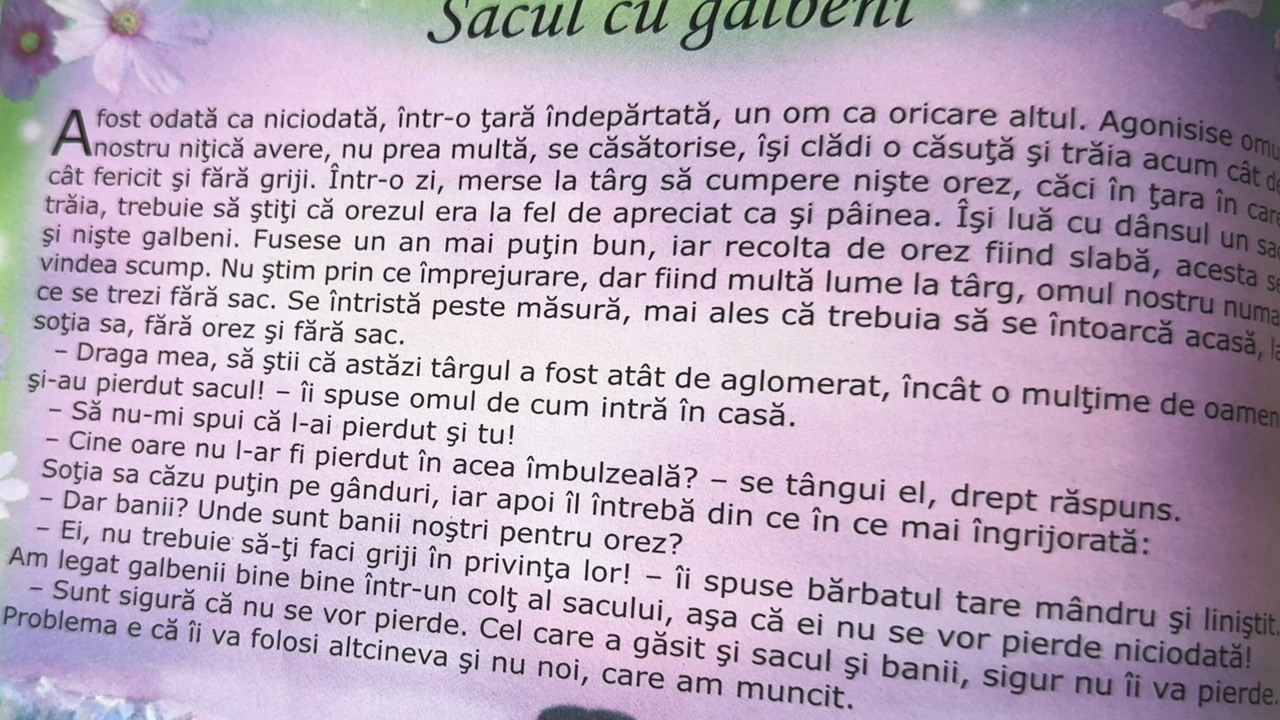 Sacul cu galbeni
A fost odată ca niciodată, într-o ţară îndepărtată, un om ca oricare altul. Agonisise
nostru niţică avere, nu prea multă, se căsătorise, îşi clădi o căsuţă şi trăia acum cât
cât fericit şi fără griji. Într-o zi, merse la târg să cumpere nişte orez, căci în ţara în
trăia, trebuie să ştiţi că orezul era la fel de apreciat ca şi pâinea. Îşi luă cu dânsul un
şi nişte galbeni. Fusese un an mai puţin bun, iar recolta de orez fiind slabă, acesta
vindea scump. Nu ştim prin ce împrejurare, dar fiind multă lume la târg, omul nostru
ce se trezi fără sac. Se întristă peste măsură, mai ales că trebuia să se întoarcă acasă,
soţia sa, fără orez şi fără sac.
– Draga mea, să ştii că astăzi târgul a fost atât de aglomerat, încât o mulţime de
şi-au pierdut sacul! – îi spuse omul de cum intră în casă.
– Să nu-mi spui că l-ai pierdut şi tu!
– Cine oare nu l-ar fi pierdut în acea îmbulzeală? – se tângui el, drept răspuns.
Soţia sa căzu puţin pe gânduri, iar apoi îl întrebă din ce în ce mai îngrijorată:
– Dar banii? Unde sunt banii noştri pentru orez?
– Ei, nu trebuie să-ţi faci griji în privinţa lor! – îi spuse bărbatul tare mândru şi liniştit.
Am legat galbenii bine bine într-un colţ al sacului, aşa că ei nu se vor pierde niciodată!
– Sunt sigură că nu se vor pierde. Cel care a găsit şi sacul şi banii, sigur nu îi va pierde.
Problema e că îi va folosi altcineva şi nu noi, care am muncit.